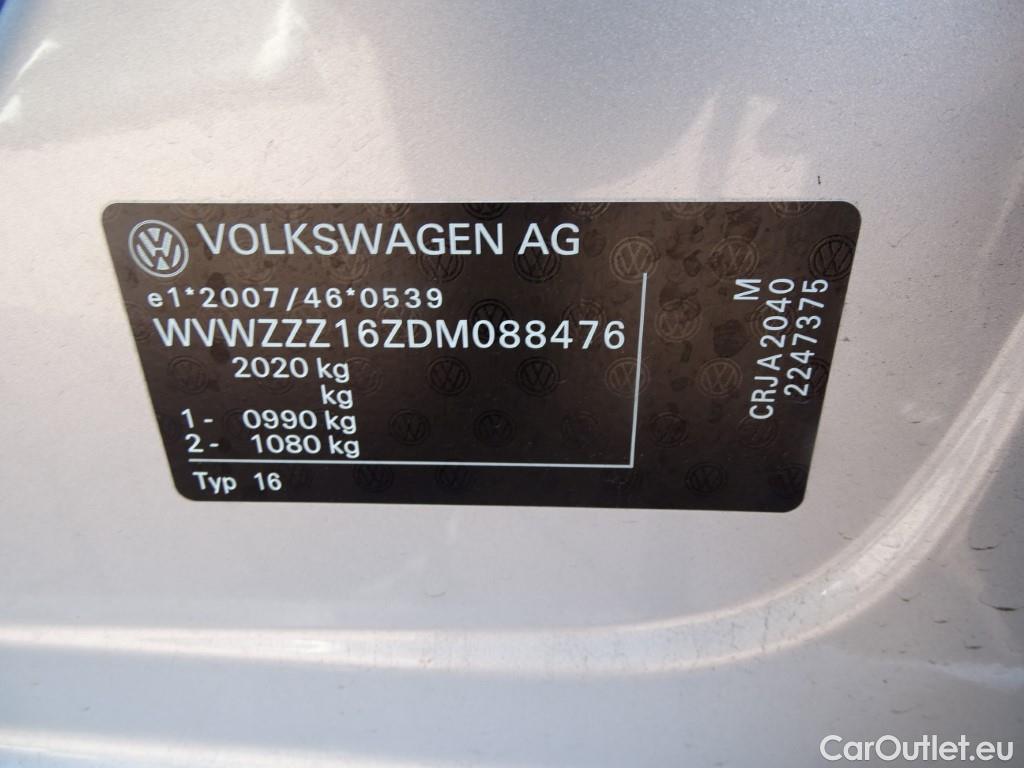 VOLKSWAGEN AG
e1*2007/46*0539
WVWZZZ16ZDM088476
2020 kg
kg
1- 0990 kg
2- 1080 kg
Typ 16
M
CRJA2040
2247375
CarOutlet.eu